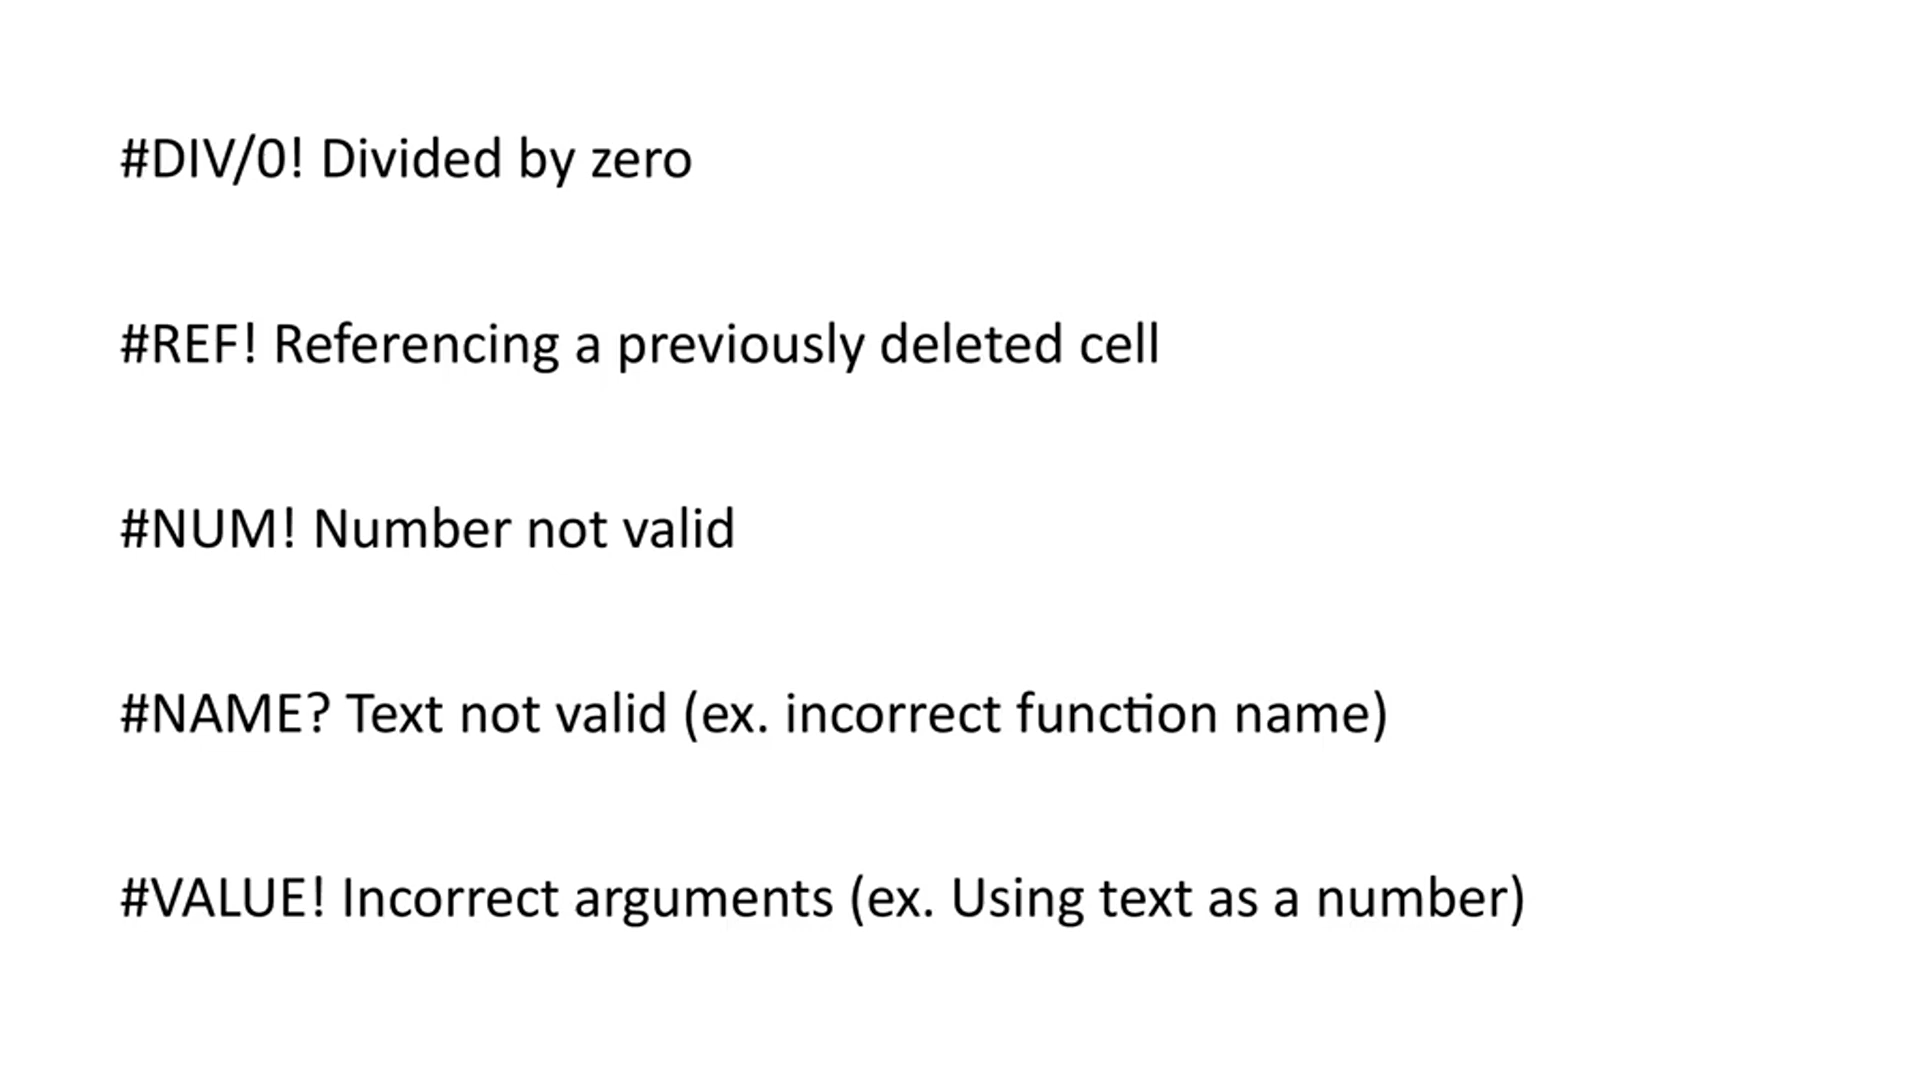 #DIV/0! Divided by zero
#REF! Referencing a previously deleted cell
#NUM! Number not valid
#NAME? Text not valid (ex. incorrect function name)
#VALUE! Incorrect arguments (ex. Using text as a number)